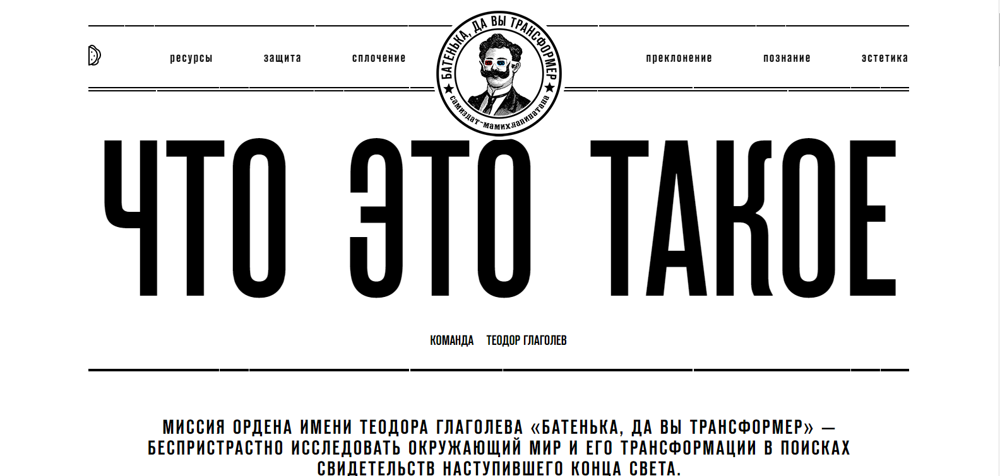 БАТЕНЬКА, ДА ВЫ ТРАНСФОРМЕР
самиздат-мамихлапинатана
ресурсы защита сплочение преклонение познание эстетика
ЧТО ЭТО ТАКОЕ
КОМАНДА ТЕОДОР ГЛАГОЛЕВ
МИССИЯ ОРДЕНА ИМЕНИ ТЕОДОРА ГЛАГОЛЕВА «БАТЕНЬКА, ДА ВЫ ТРАНСФОРМЕР» —
БЕСПРИСТРАСТНО ИССЛЕДОВАТЬ ОКРУЖАЮЩИЙ МИР И ЕГО ТРАНСФОРМАЦИИ В ПОИСКАХ
СВИДЕТЕЛЬСТВ НАСТУПИВШЕГО КОНЦА СВЕТА.